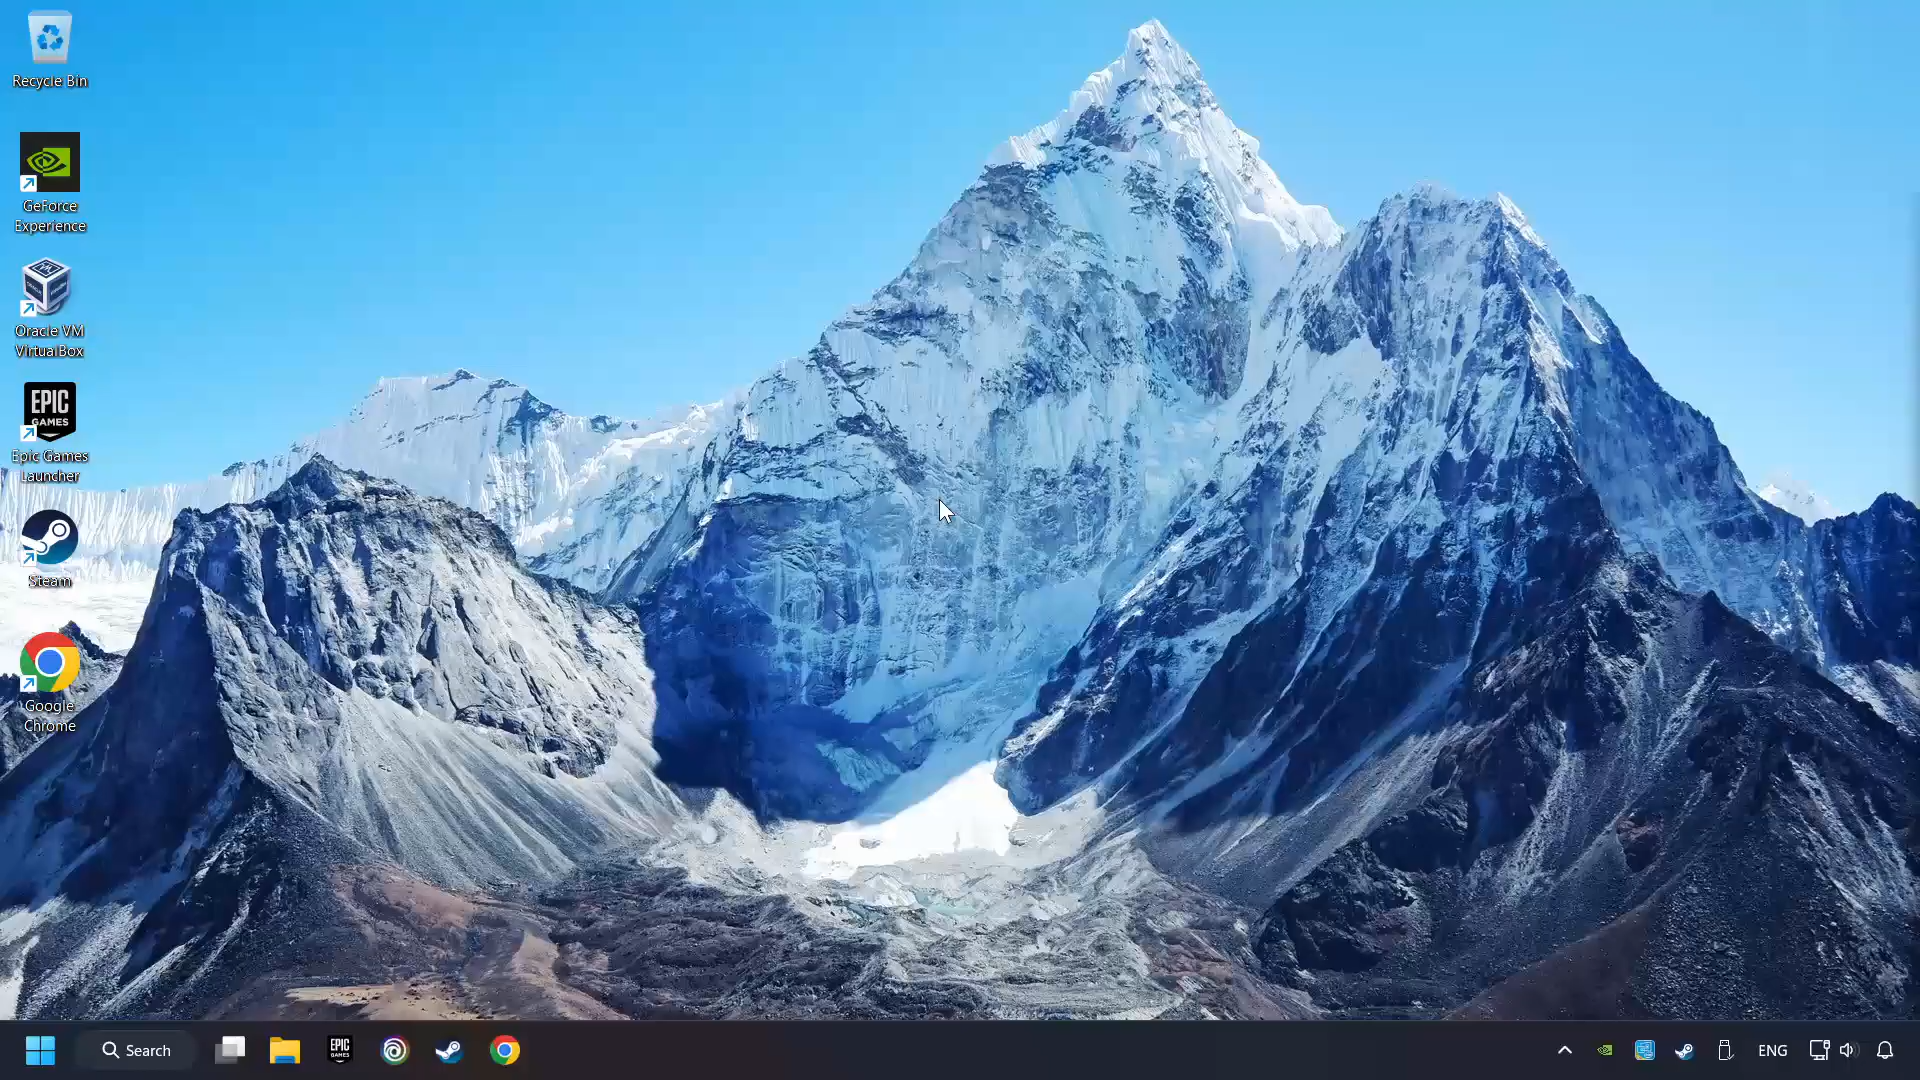 Recycle Bin
GeForce
Experience
Oracle VM
VirtualBox
EPIC
GAMES
Epic Games
Launcher
Steam
Google
Chrome
Search
EPIC
GAMES
ENG